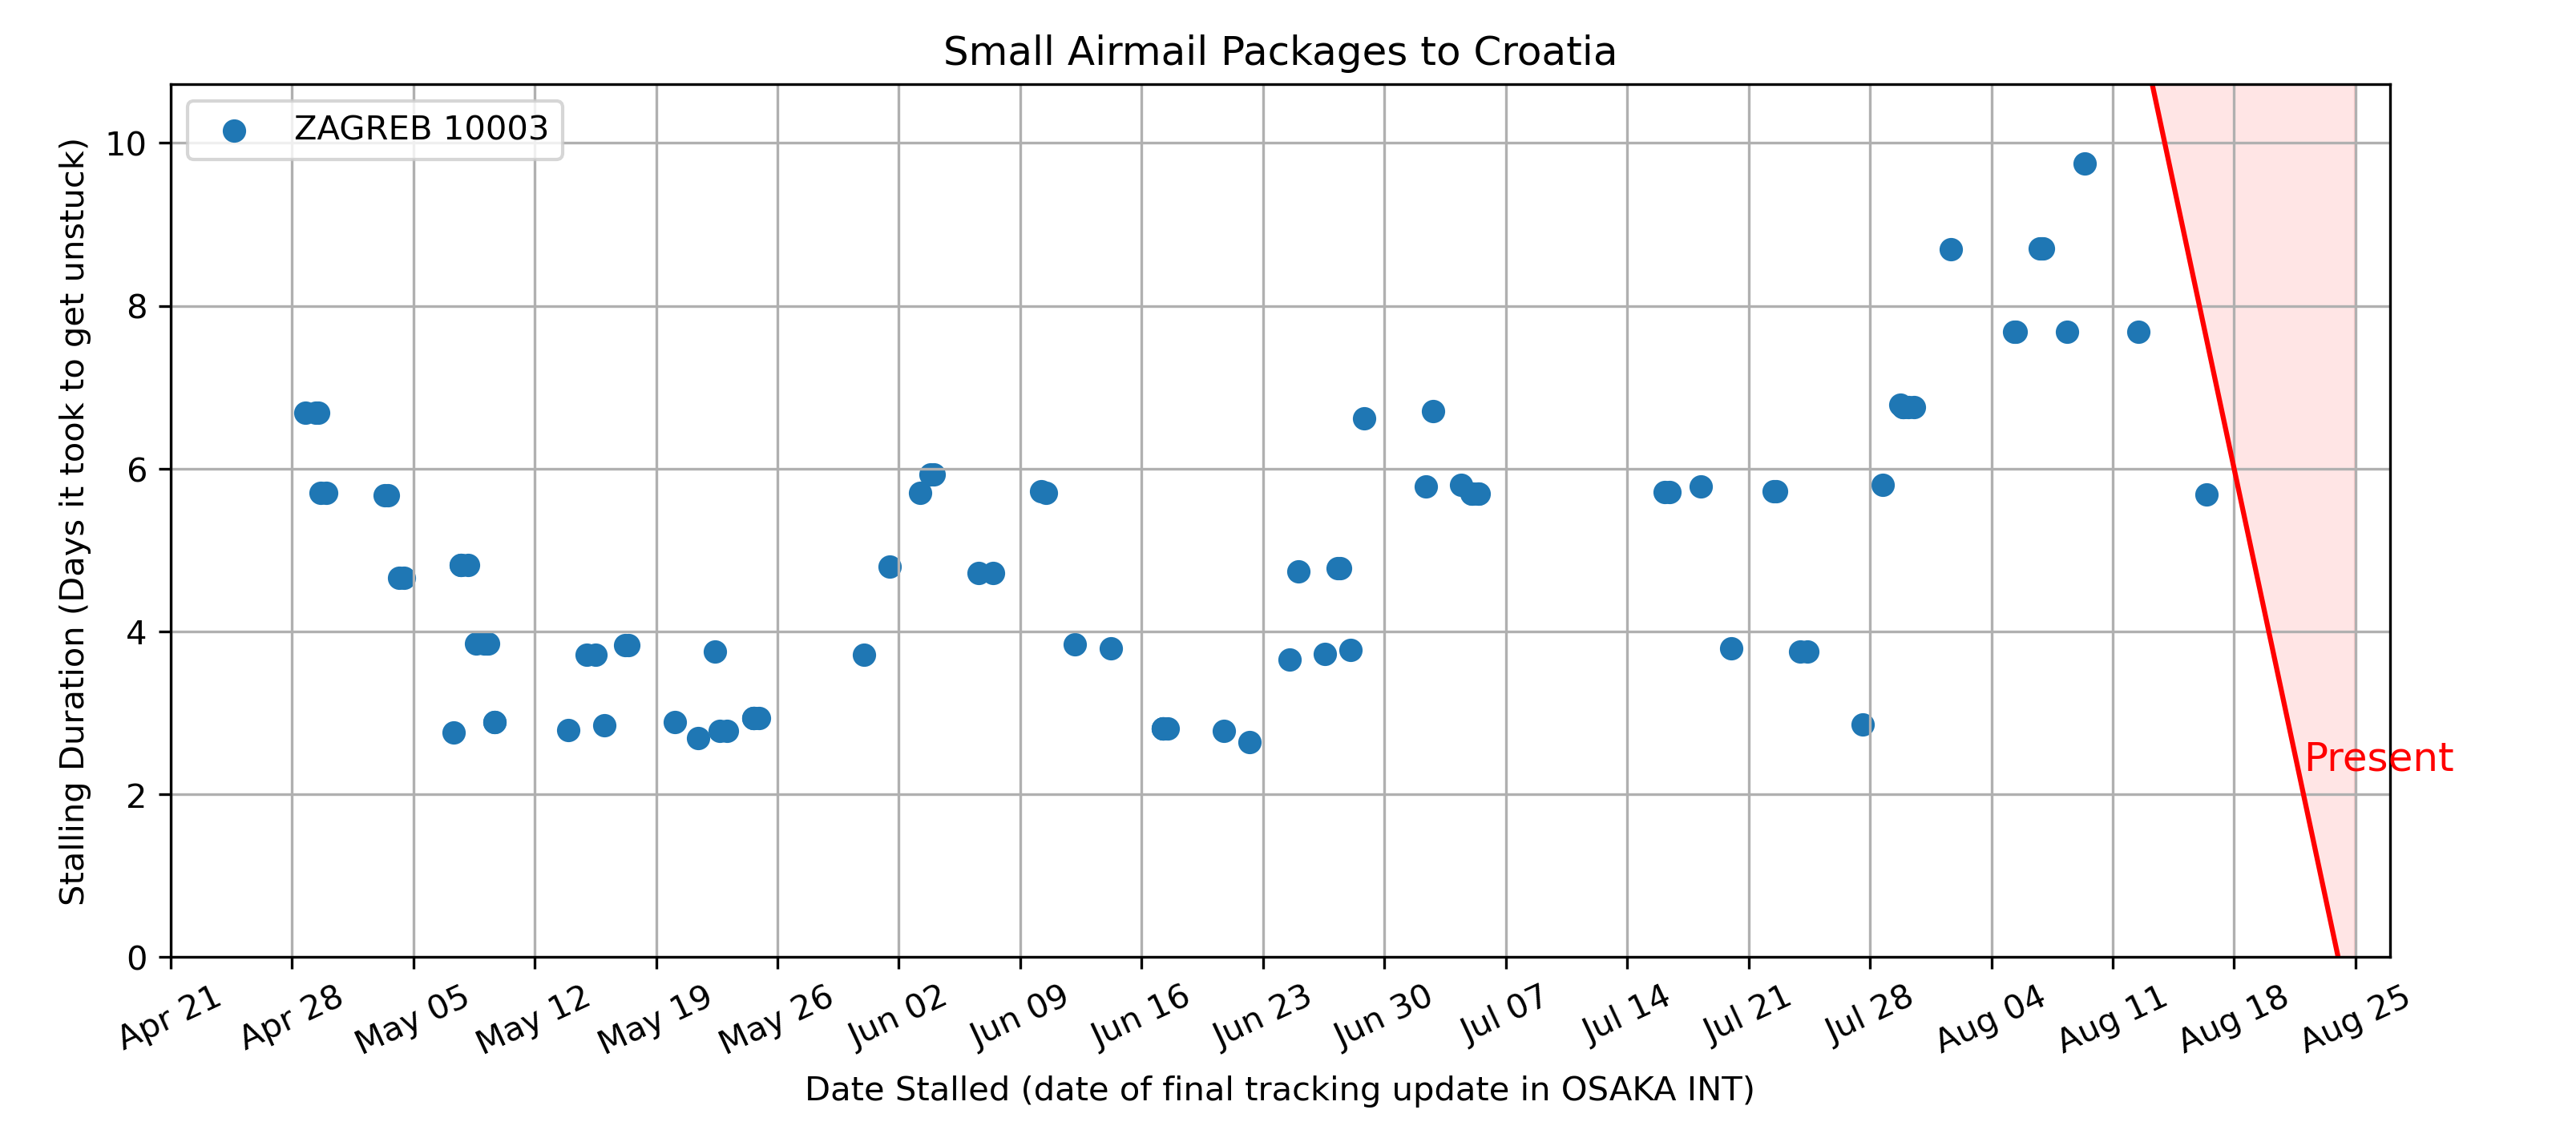 Small Airmail Packages to Croatia
ZAGREB 10003
Stalling Duration (Days it took to get unstuck)
10
8
6
4
2
0
Present
Apr 21
Apr 28
May 05
May 12
May 19
May 26
Jun 02
Jun 09
Jun 16
Jun 23
Jun 30
Jul 07
Jul 14
Jul 21
Jul 28
Aug 04
Aug 11
Aug 18
Aug 25
Date Stalled (date of final tracking update in OSAKA INT)